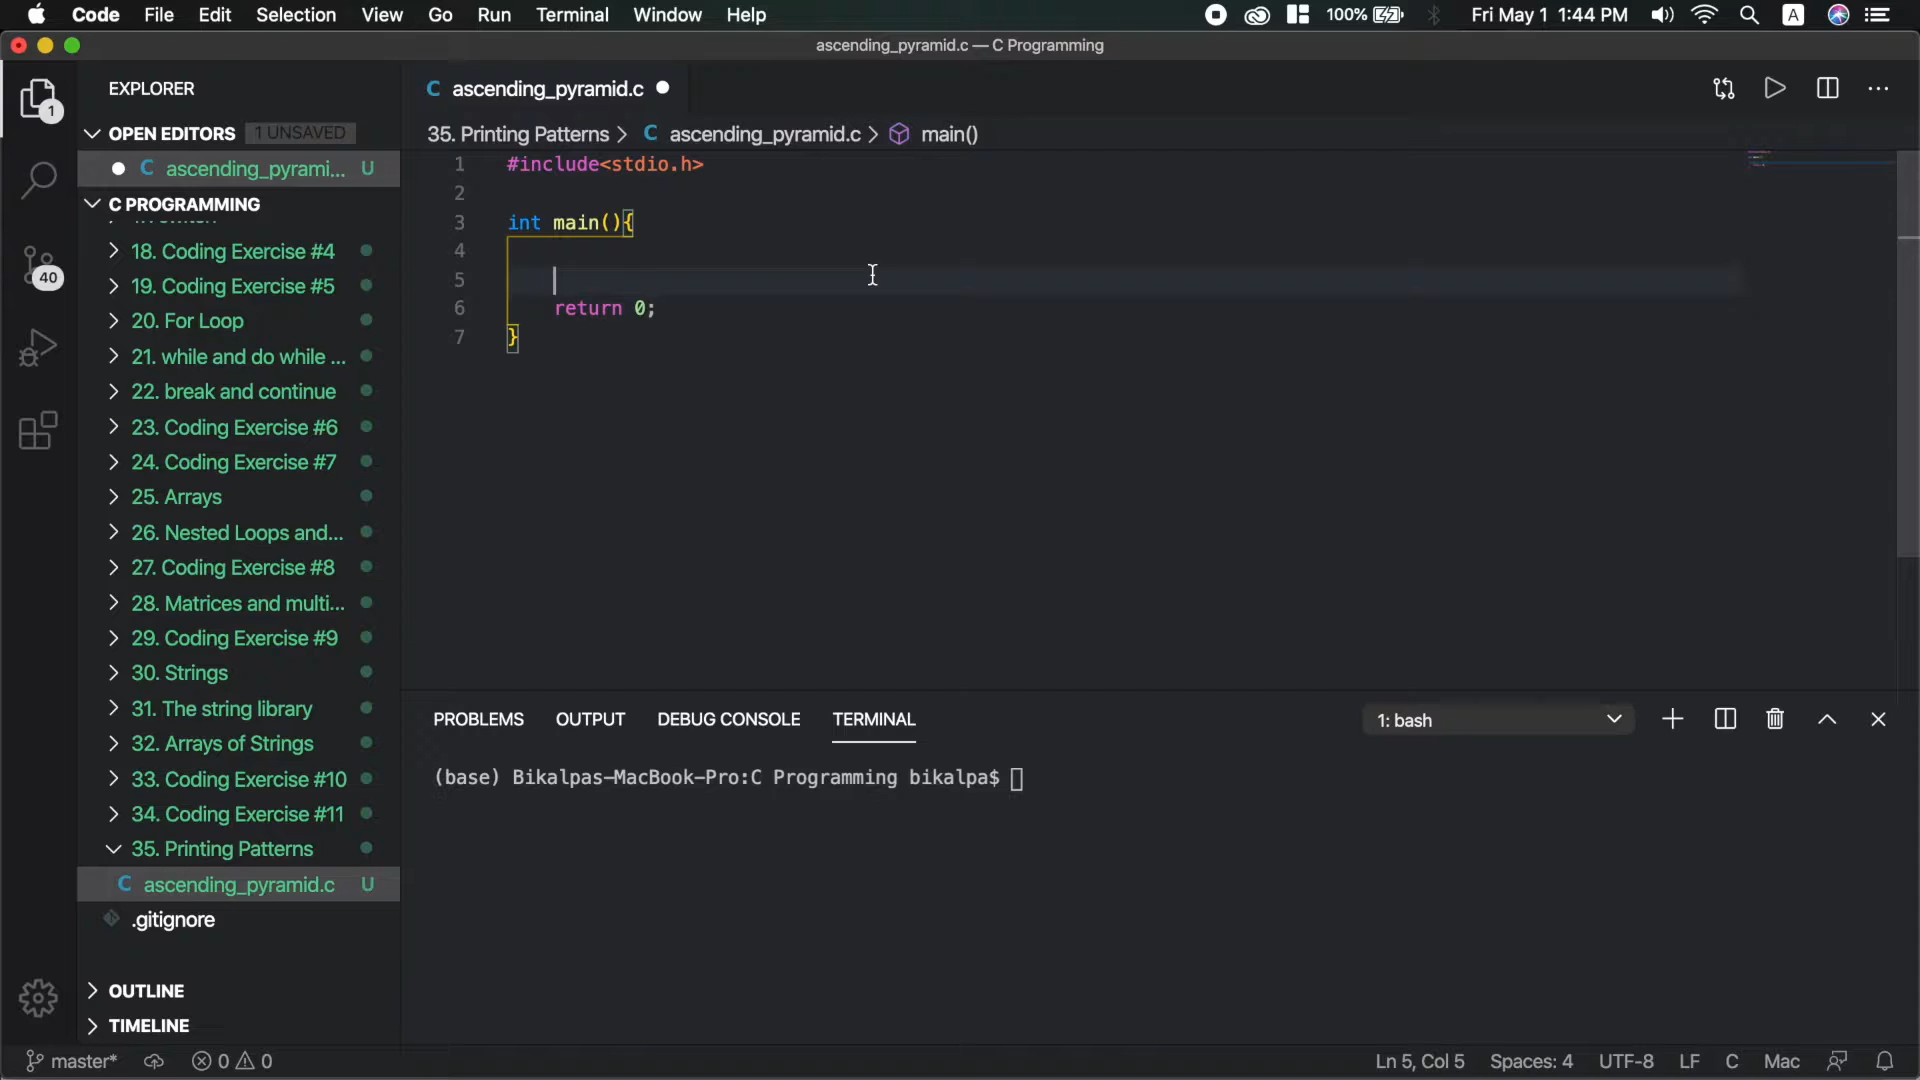 Code File Edit Selection View Go Run Terminal Window Help 100% Fri May 1 1:44 PM A
ascending_pyramid.c — C Programming
EXPLORER
1
OPEN EDITORS 1 UNSAVED
C ascending_pyrami... U
C PROGRAMMING
18. Coding Exercise #4
40
19. Coding Exercise #5
20. For Loop
21. while and do while ...
22. break and continue
23. Coding Exercise #6
24. Coding Exercise #7
25. Arrays
26. Nested Loops and...
27. Coding Exercise #8
28. Matrices and multi...
29. Coding Exercise #9
30. Strings
31. The string library
32. Arrays of Strings
33. Coding Exercise #10
34. Coding Exercise #11
35. Printing Patterns
C ascending_pyramid.c U
.gitignore
OUTLINE
TIMELINE
C ascending_pyramid.c
35. Printing Patterns > C ascending_pyramid.c > main()
1 #include<stdio.h>
2
3 int main(){
4
5
6 return 0;
7 }
PROBLEMS OUTPUT DEBUG CONSOLE TERMINAL 1: bash
(base) Bikalpas-MacBook-Pro:C Programming bikalpa$
master* 0 0 Ln 5, Col 5 Spaces: 4 UTF-8 LF C Mac